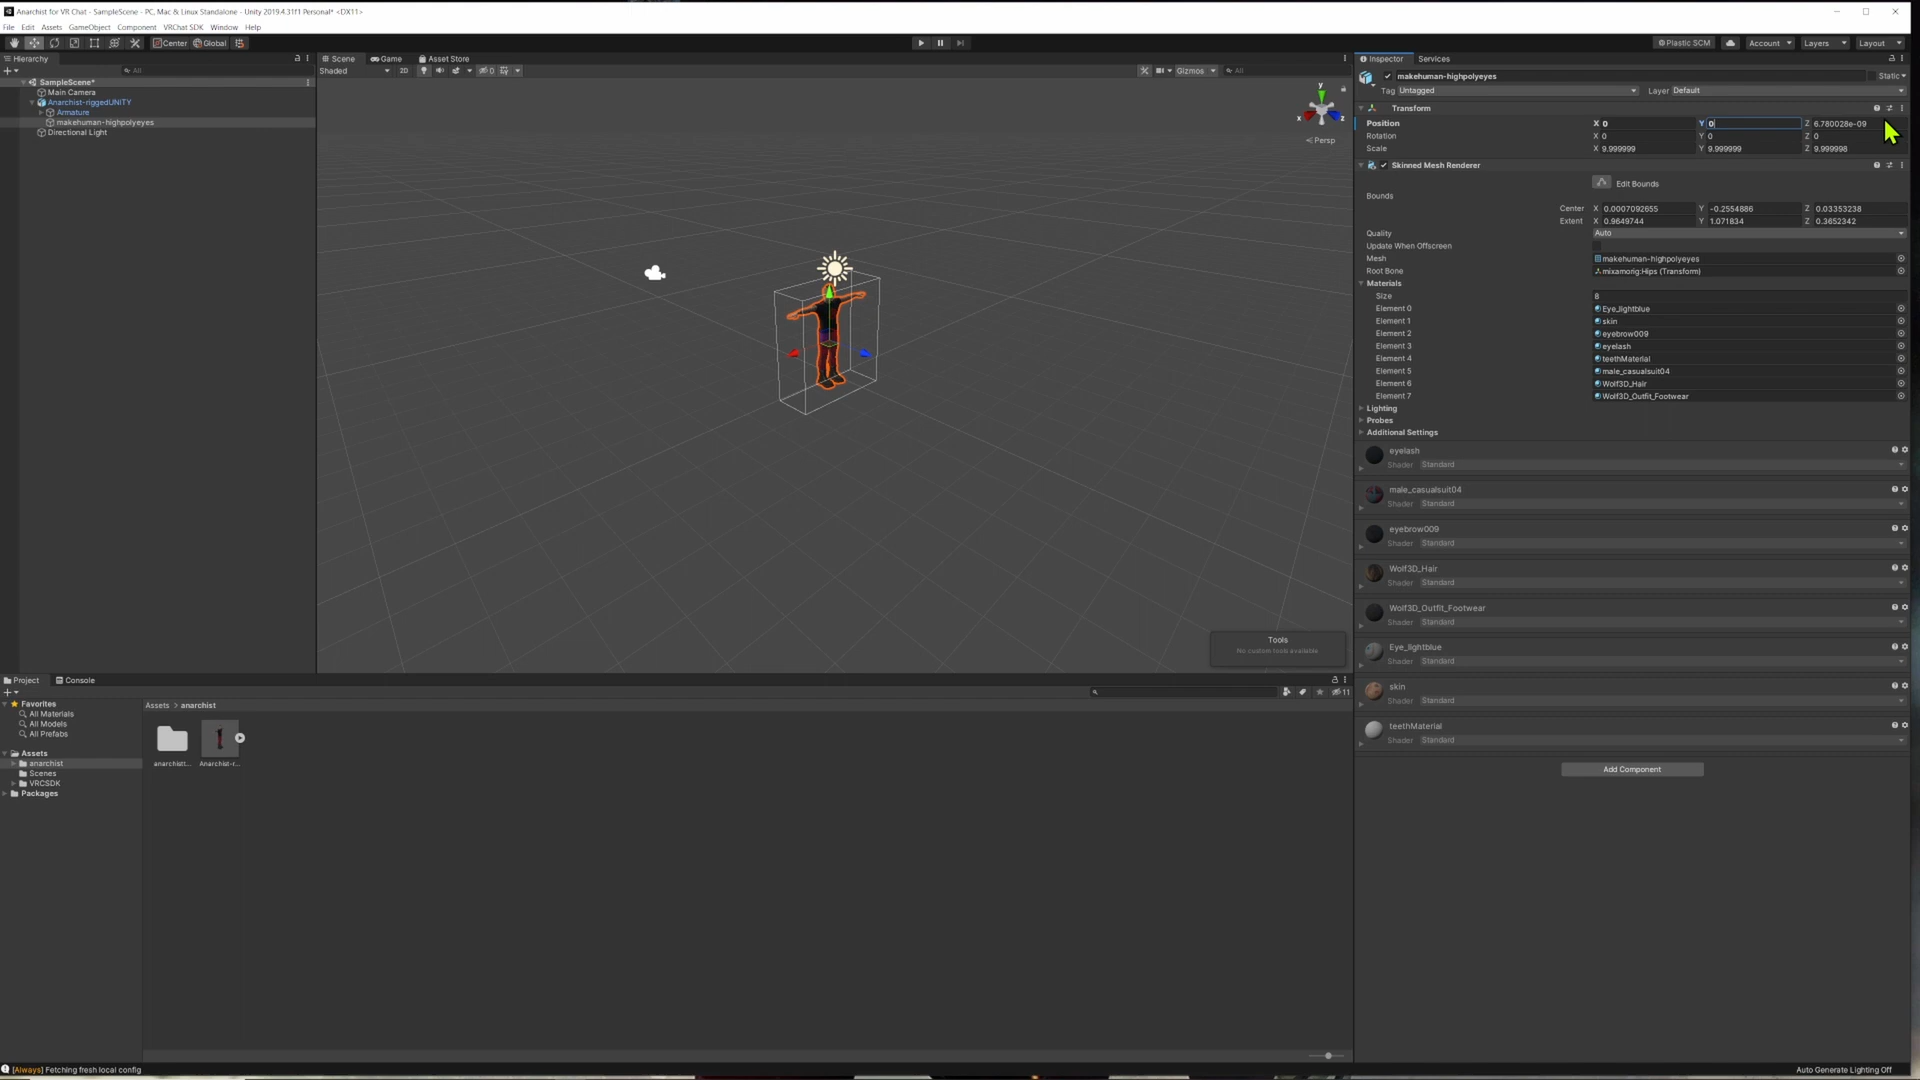 Anarchist for VR Chat - SampleScene - PC, Mac & Linux Standalone - Unity 2019.4.31f1 Personal* <DX11>
File Edit Assets GameObject Component VRChat SDK Window Help
Center Global Plastic SCM Account Layers Layout
Hierarchy
All
SampleScene*
Main Camera
Anarchist-riggedUNITY
Armature
makehuman-highpolyeyes
Directional Light
Scene Game Asset Store
Shaded 2D 0 Gizmos All
y
x z
Persp
Tools
No custom tools available
Inspector Services
makehuman-highpolyeyes Static
Tag Untagged Layer Default
Transform
Position X 0 Y 0 Z 6.780028e-09
Rotation X 0 Y 0 Z 0
Scale X 9.999999 Y 9.999999 Z 9.999998
Skinned Mesh Renderer
Edit Bounds
Bounds
Center X 0.0007092655 Y -0.2554886 Z 0.03353238
Extent X 0.9649744 Y 1.071834 Z 0.3652342
Quality Auto
Update When Offscreen
Mesh makehuman-highpolyeyes
Root Bone mixamorig:Hips (Transform)
Materials
Size 8
Element 0 Eye_lightblue
Element 1 skin
Element 2 eyebrow009
Element 3 eyelash
Element 4 teethMaterial
Element 5 male_casualsuit04
Element 6 Wolf3D_Hair
Element 7 Wolf3D_Outfit_Footwear
Lighting
Probes
Additional Settings
eyelash
Shader Standard
male_casualsuit04
Shader Standard
eyebrow009
Shader Standard
Wolf3D_Hair
Shader Standard
Wolf3D_Outfit_Footwear
Shader Standard
Eye_lightblue
Shader Standard
skin
Shader Standard
teethMaterial
Shader Standard
Add Component
Project Console
11
Favorites
All Materials
All Models
All Prefabs
Assets
anarchist
Scenes
VRCSDK
Packages
Assets > anarchist
anarchistt... Anarchist-r...
[Always] Fetching fresh local config
Auto Generate Lighting Off